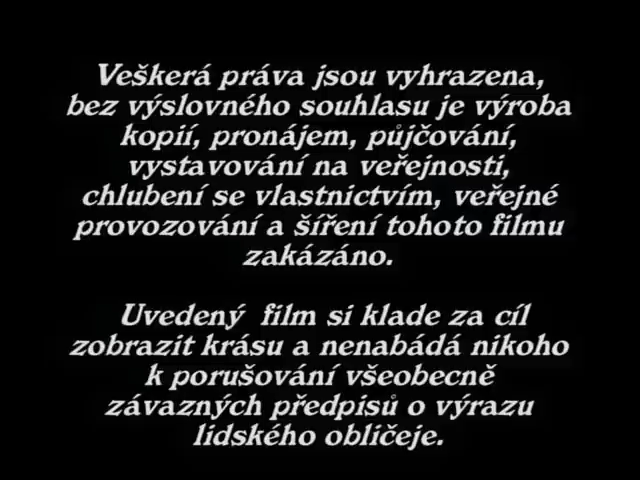 Veškerá práva jsou vyhrazena,
bez výslovného souhlasu je výroba
kopií, pronájem, půjčování,
vystavování na veřejnosti,
chlubení se vlastnictvím, veřejné
provozování a šíření tohoto filmu
zakázáno.
Uvedený film si klade za cíl
zobrazit krásu a nenabádá nikoho
k porušování všeobecně
závazných předpisů o výrazu
lidského obličeje.